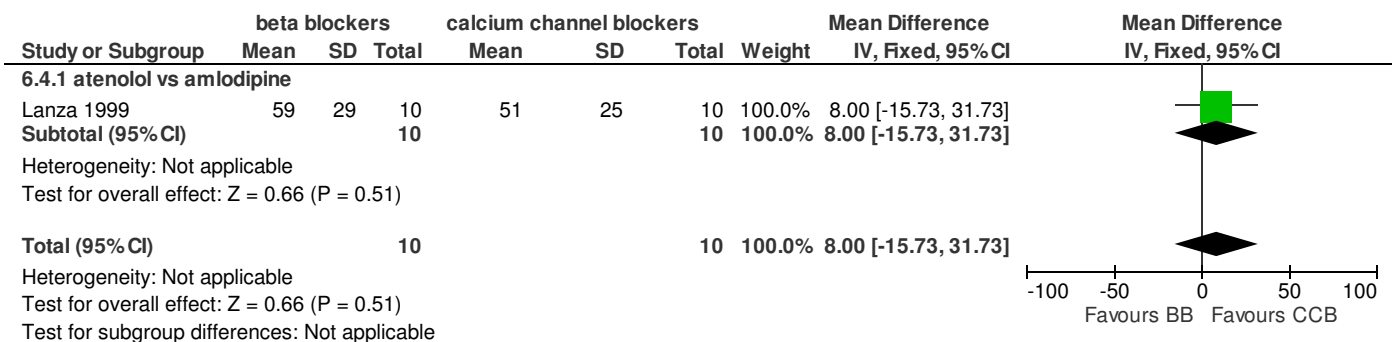 beta blockers calcium channel blockers Mean Difference Mean Difference
Study or Subgroup Mean SD Total Mean SD Total Weight IV, Fixed, 95% CI IV, Fixed, 95% CI
6.4.1 atenolol vs amlodipine
Lanza 1999 59 29 10 51 25 10 100.0% 8.00 [-15.73, 31.73]
Subtotal (95% CI) 10 10 100.0% 8.00 [-15.73, 31.73]
Heterogeneity: Not applicable
Test for overall effect: Z = 0.66 (P = 0.51)
Total (95% CI) 10 10 100.0% 8.00 [-15.73, 31.73]
Heterogeneity: Not applicable
-100 -50 0 50 100
Test for overall effect: Z = 0.66 (P = 0.51)
Favours BB Favours CCB
Test for subgroup differences: Not applicable